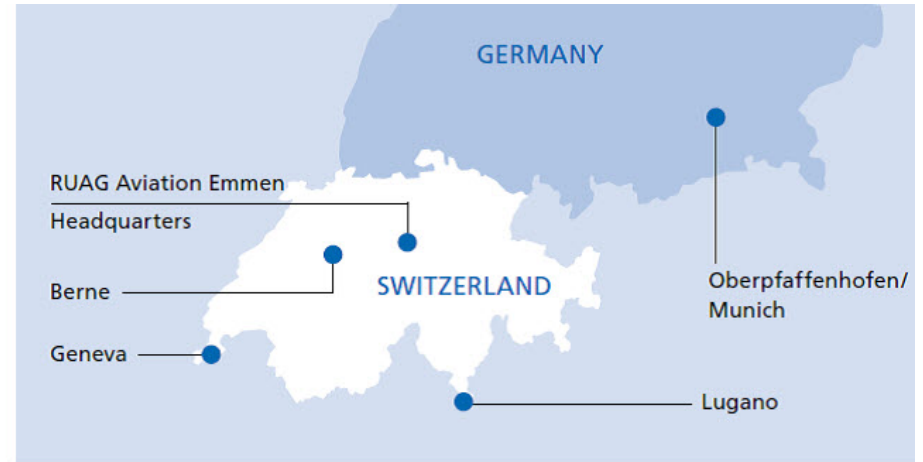 GERMANY
RUAG Aviation Emmen
Headquarters
SWITZERLAND
Berne
Oberpfaffenhofen/
Munich
Geneva
Lugano